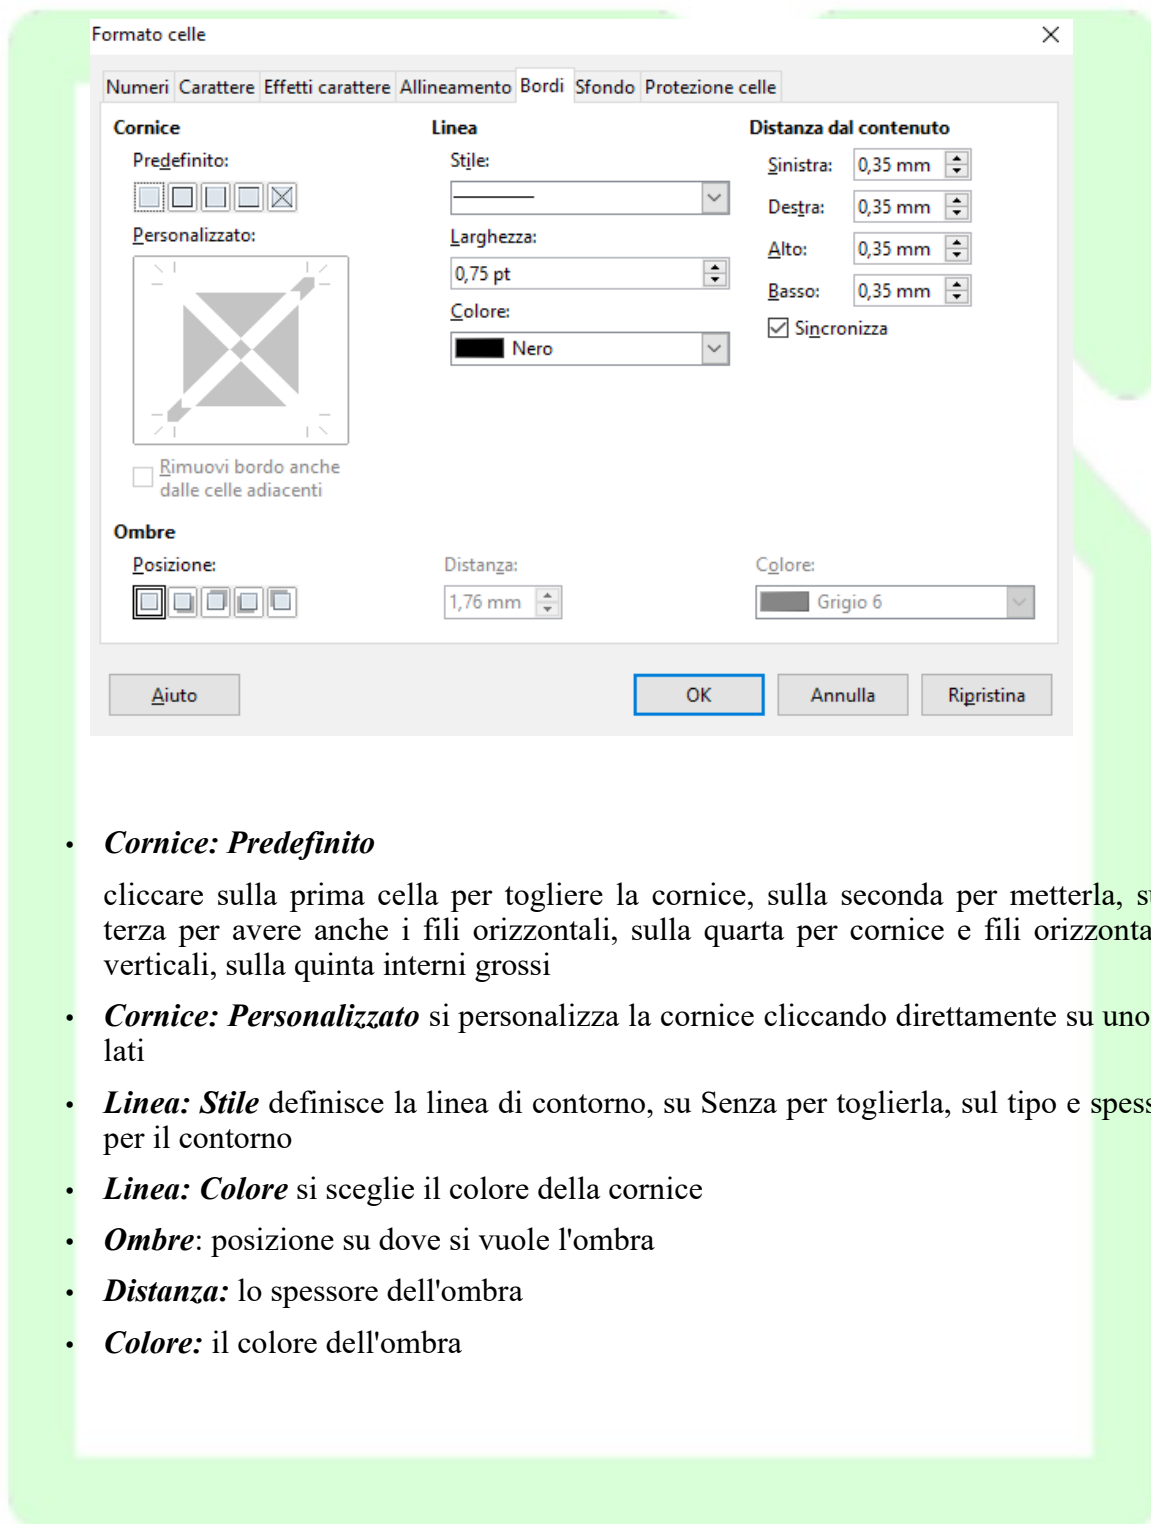 Formato celle
Numeri Carattere Effetti carattere Allineamento Bordi Sfondo Protezione celle
Cornice
Predefinito:
Personalizzato:
Rimuovi bordo anche
dalle celle adiacenti
Linea
Stile:
Larghezza:
0,75 pt
Colore:
Nero
Distanza dal contenuto
Sinistra: 0,35 mm
Destra: 0,35 mm
Alto: 0,35 mm
Basso: 0,35 mm
Sincronizza
Ombre
Posizione:
Distanza:
1,76 mm
Colore:
Grigio 6
Aiuto OK Annulla Ripristina
• Cornice: Predefinito
cliccare sulla prima cella per togliere la cornice, sulla seconda per metterla,
terza per avere anche i fili orizzontali, sulla quarta per cornice e fili
verticali, sulla quinta interni grossi
• Cornice: Personalizzato si personalizza la cornice cliccando direttamente su uno
lati
• Linea: Stile definisce la linea di contorno, su Senza per toglierla, sul tipo e
per il contorno
• Linea: Colore si sceglie il colore della cornice
• Ombre: posizione su dove si vuole l'ombra
• Distanza: lo spessore dell'ombra
• Colore: il colore dell'ombra